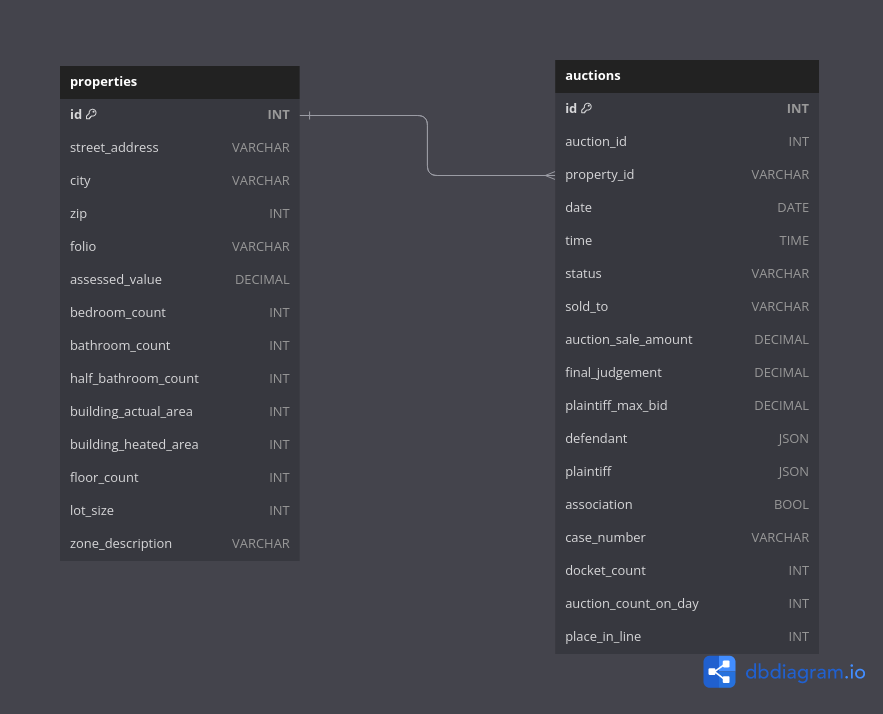 properties
id INT
street_address VARCHAR
city VARCHAR
zip INT
folio VARCHAR
assessed_value DECIMAL
bedroom_count INT
bathroom_count INT
half_bathroom_count INT
building_actual_area INT
building_heated_area INT
floor_count INT
lot_size INT
zone_description VARCHAR
auctions
id INT
auction_id INT
property_id VARCHAR
date DATE
time TIME
status VARCHAR
sold_to VARCHAR
auction_sale_amount DECIMAL
final_judgement DECIMAL
plaintiff_max_bid DECIMAL
defendant JSON
plaintiff JSON
association BOOL
case_number VARCHAR
docket_count INT
auction_count_on_day INT
place_in_line INT
dbdiagram.io